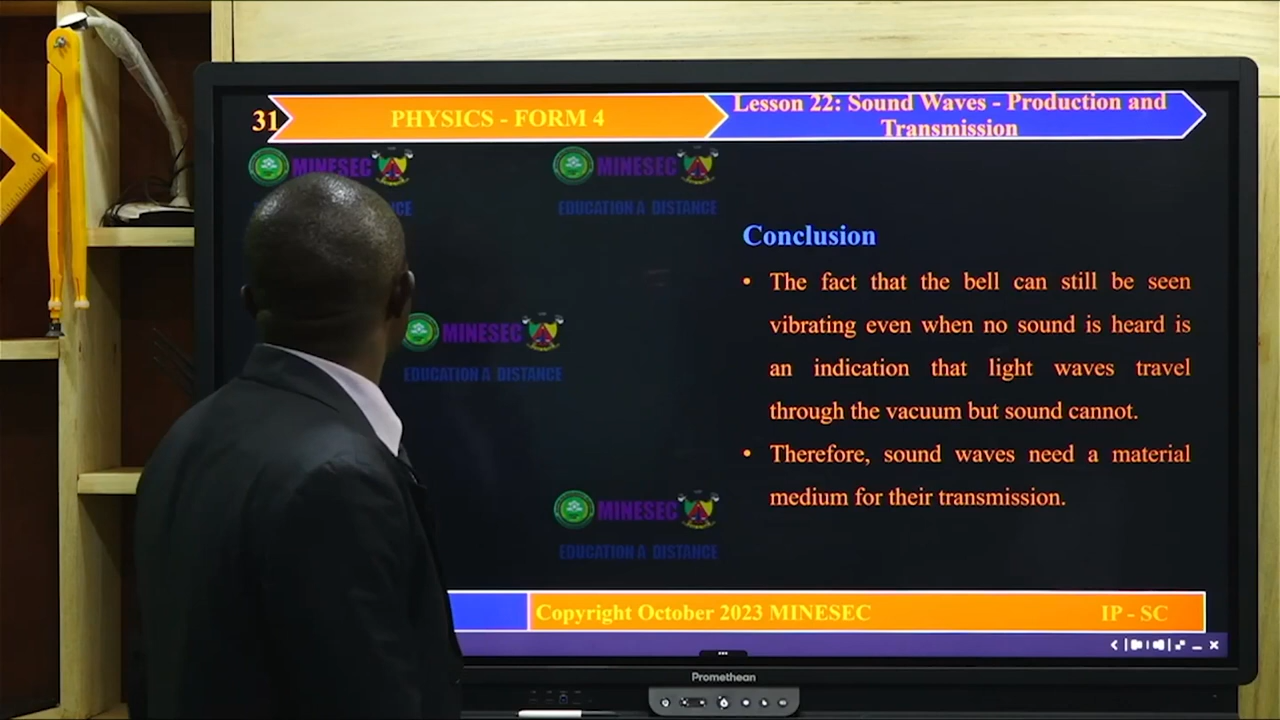 31
PHYSICS - FORM 4
Lesson 22: Sound Waves - Production and
Transmission
MINESEC
MINESEC
EDUCATION A DISTANCE
Conclusion
• The fact that the bell can still be seen
vibrating even when no sound is heard is
an indication that light waves travel
through the vacuum but sound cannot.
• Therefore, sound waves need a material
medium for their transmission.
MINESEC
EDUCATION A DISTANCE
MINESEC
EDUCATION A DISTANCE
Copyright October 2023 MINESEC
IP - SC
Promethean